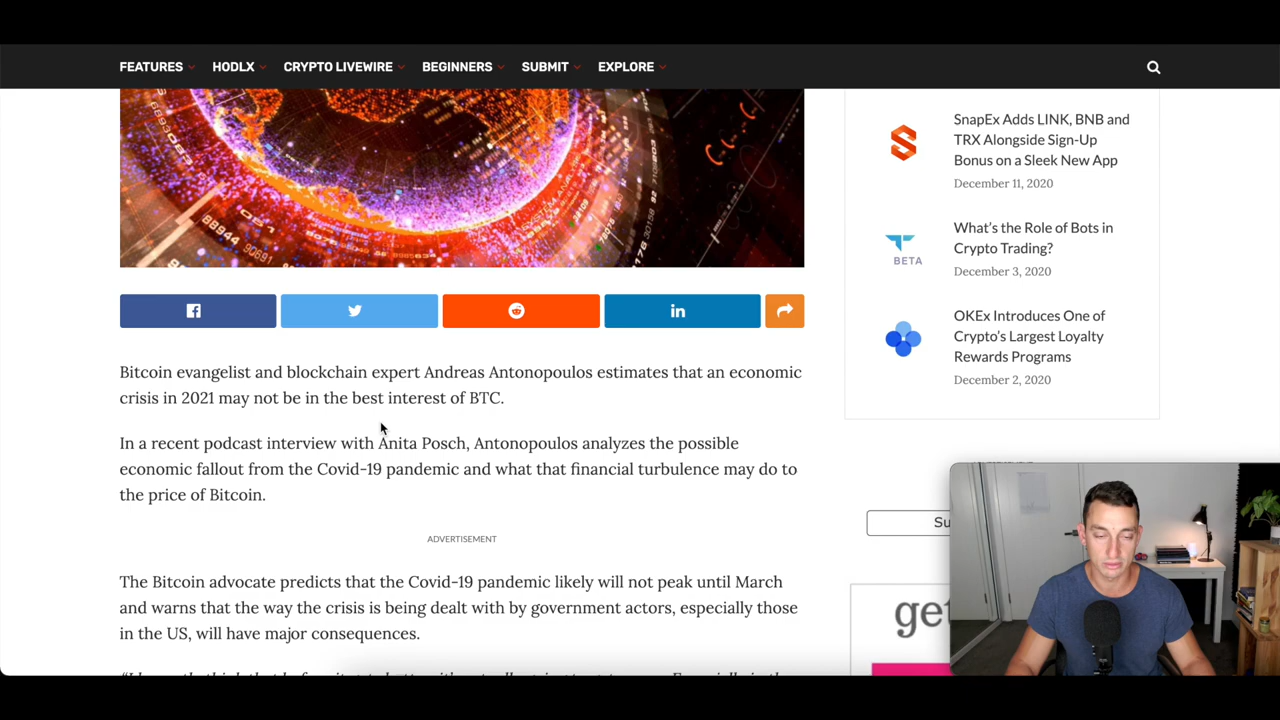 FEATURES HODLX CRYPTO LIVEWIRE BEGINNERS SUBMIT EXPLORE
Bitcoin evangelist and blockchain expert Andreas Antonopoulos estimates that an economic
crisis in 2021 may not be in the best interest of BTC.
In a recent podcast interview with Anita Posch, Antonopoulos analyzes the possible
economic fallout from the Covid-19 pandemic and what that financial turbulence may do to
the price of Bitcoin.
ADVERTISEMENT
The Bitcoin advocate predicts that the Covid-19 pandemic likely will not peak until March
and warns that the way the crisis is being dealt with by government actors, especially those
in the US, will have major consequences.
SnapEx Adds LINK, BNB and
TRX Alongside Sign-Up
Bonus on a Sleek New App
December 11, 2020
BETA
What's the Role of Bots in
Crypto Trading?
December 3, 2020
OKEx Introduces One of
Crypto's Largest Loyalty
Rewards Programs
December 2, 2020
Su
get